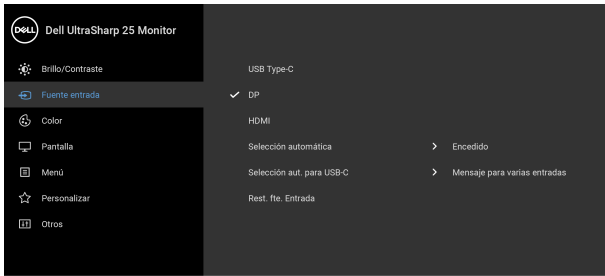 DELL Dell UltraSharp 25 Monitor
Brillo/Contraste USB Type-C
Fuente entrada DP
Color HDMI
Pantalla Selección automática Encedido
Menú Selección aut. para USB-C Mensaje para varias entradas
Personalizar Rest. fte. Entrada
Otros